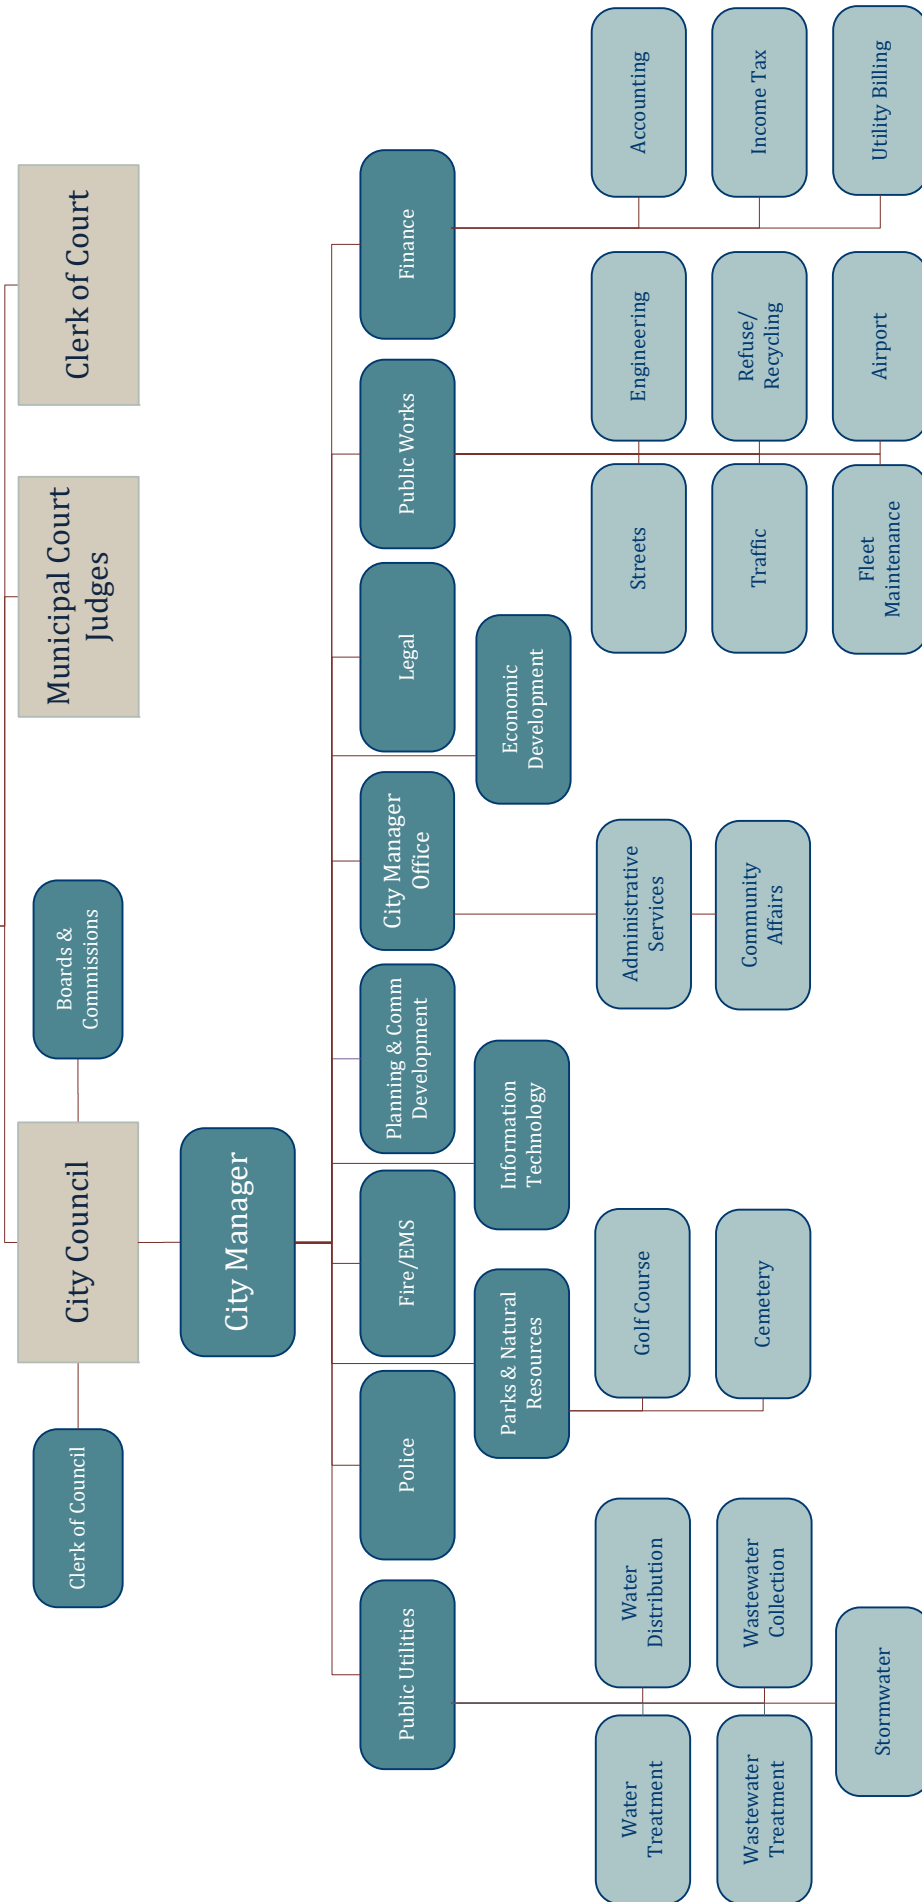 Clerk of Council
City Council
Boards &
Commissions
Municipal Court
Judges
Clerk of Court
City Manager
Public Utilities
Police
Fire/EMS
Planning & Comm
Development
City Manager
Office
Legal
Public Works
Finance
Parks & Natural
Resources
Information
Technology
Economic
Development
Water
Treatment
Water
Distribution
Golf Course
Administrative
Services
Streets
Engineering
Accounting
Wastewater
Treatment
Wastewater
Collection
Cemetery
Community
Affairs
Traffic
Refuse/
Recycling
Income Tax
Stormwater
Fleet
Maintenance
Airport
Utility Billing